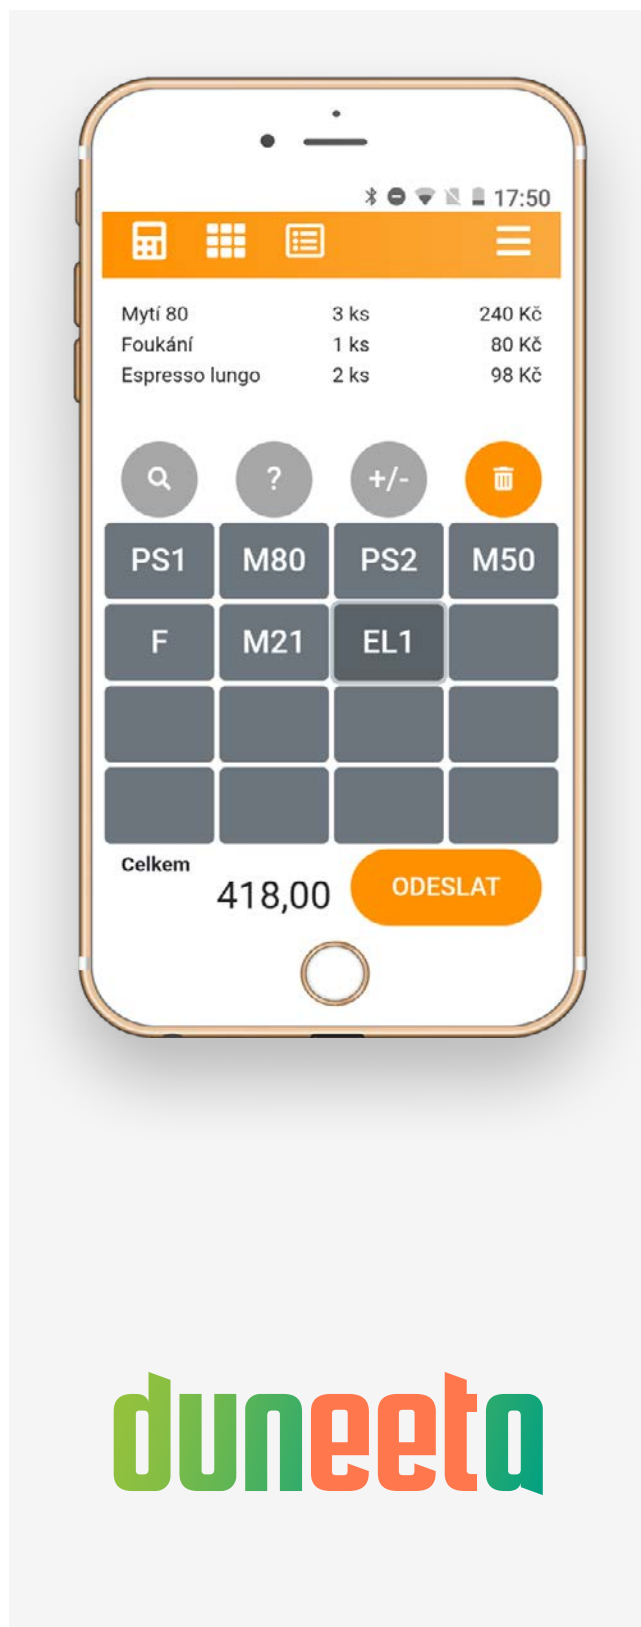 17:50
Mytí 80 3 ks 240 Kč
Foukání 1 ks 80 Kč
Espresso lungo 2 ks 98 Kč
? +/-
PS1 M80 PS2 M50
F M21 EL1
Celkem
418,00 ODESLAT
duneeta